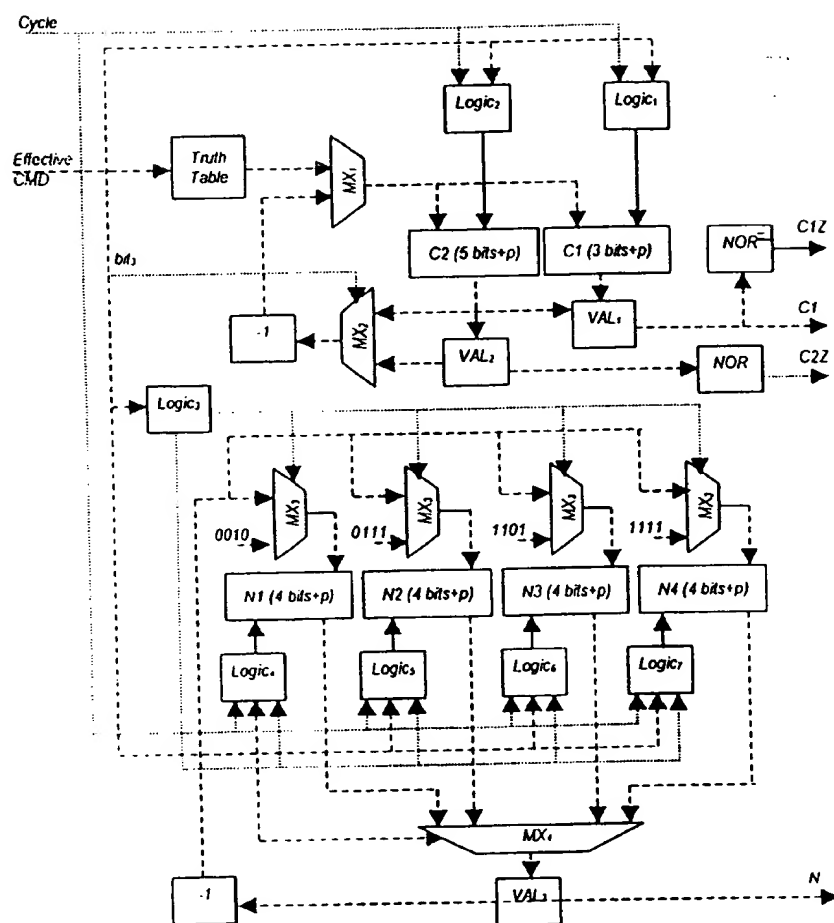 Cycle
Logic₂
Logic₁
Effective
CMD
Truth
Table
MX₁
C2 (5 bits+p)
C1 (3 bits+p)
NOR
C1Z
bit₃
MX₂
VAL₁
C1
-1
VAL₂
NOR
C2Z
Logic₃
MX₃
MX₃
MX₃
MX₃
0010
0111
1101
1111
N1 (4 bits+p)
N2 (4 bits+p)
N3 (4 bits+p)
N4 (4 bits+p)
Logic₄
Logic₅
Logic₆
Logic₇
MX₄
-1
VAL₃
N